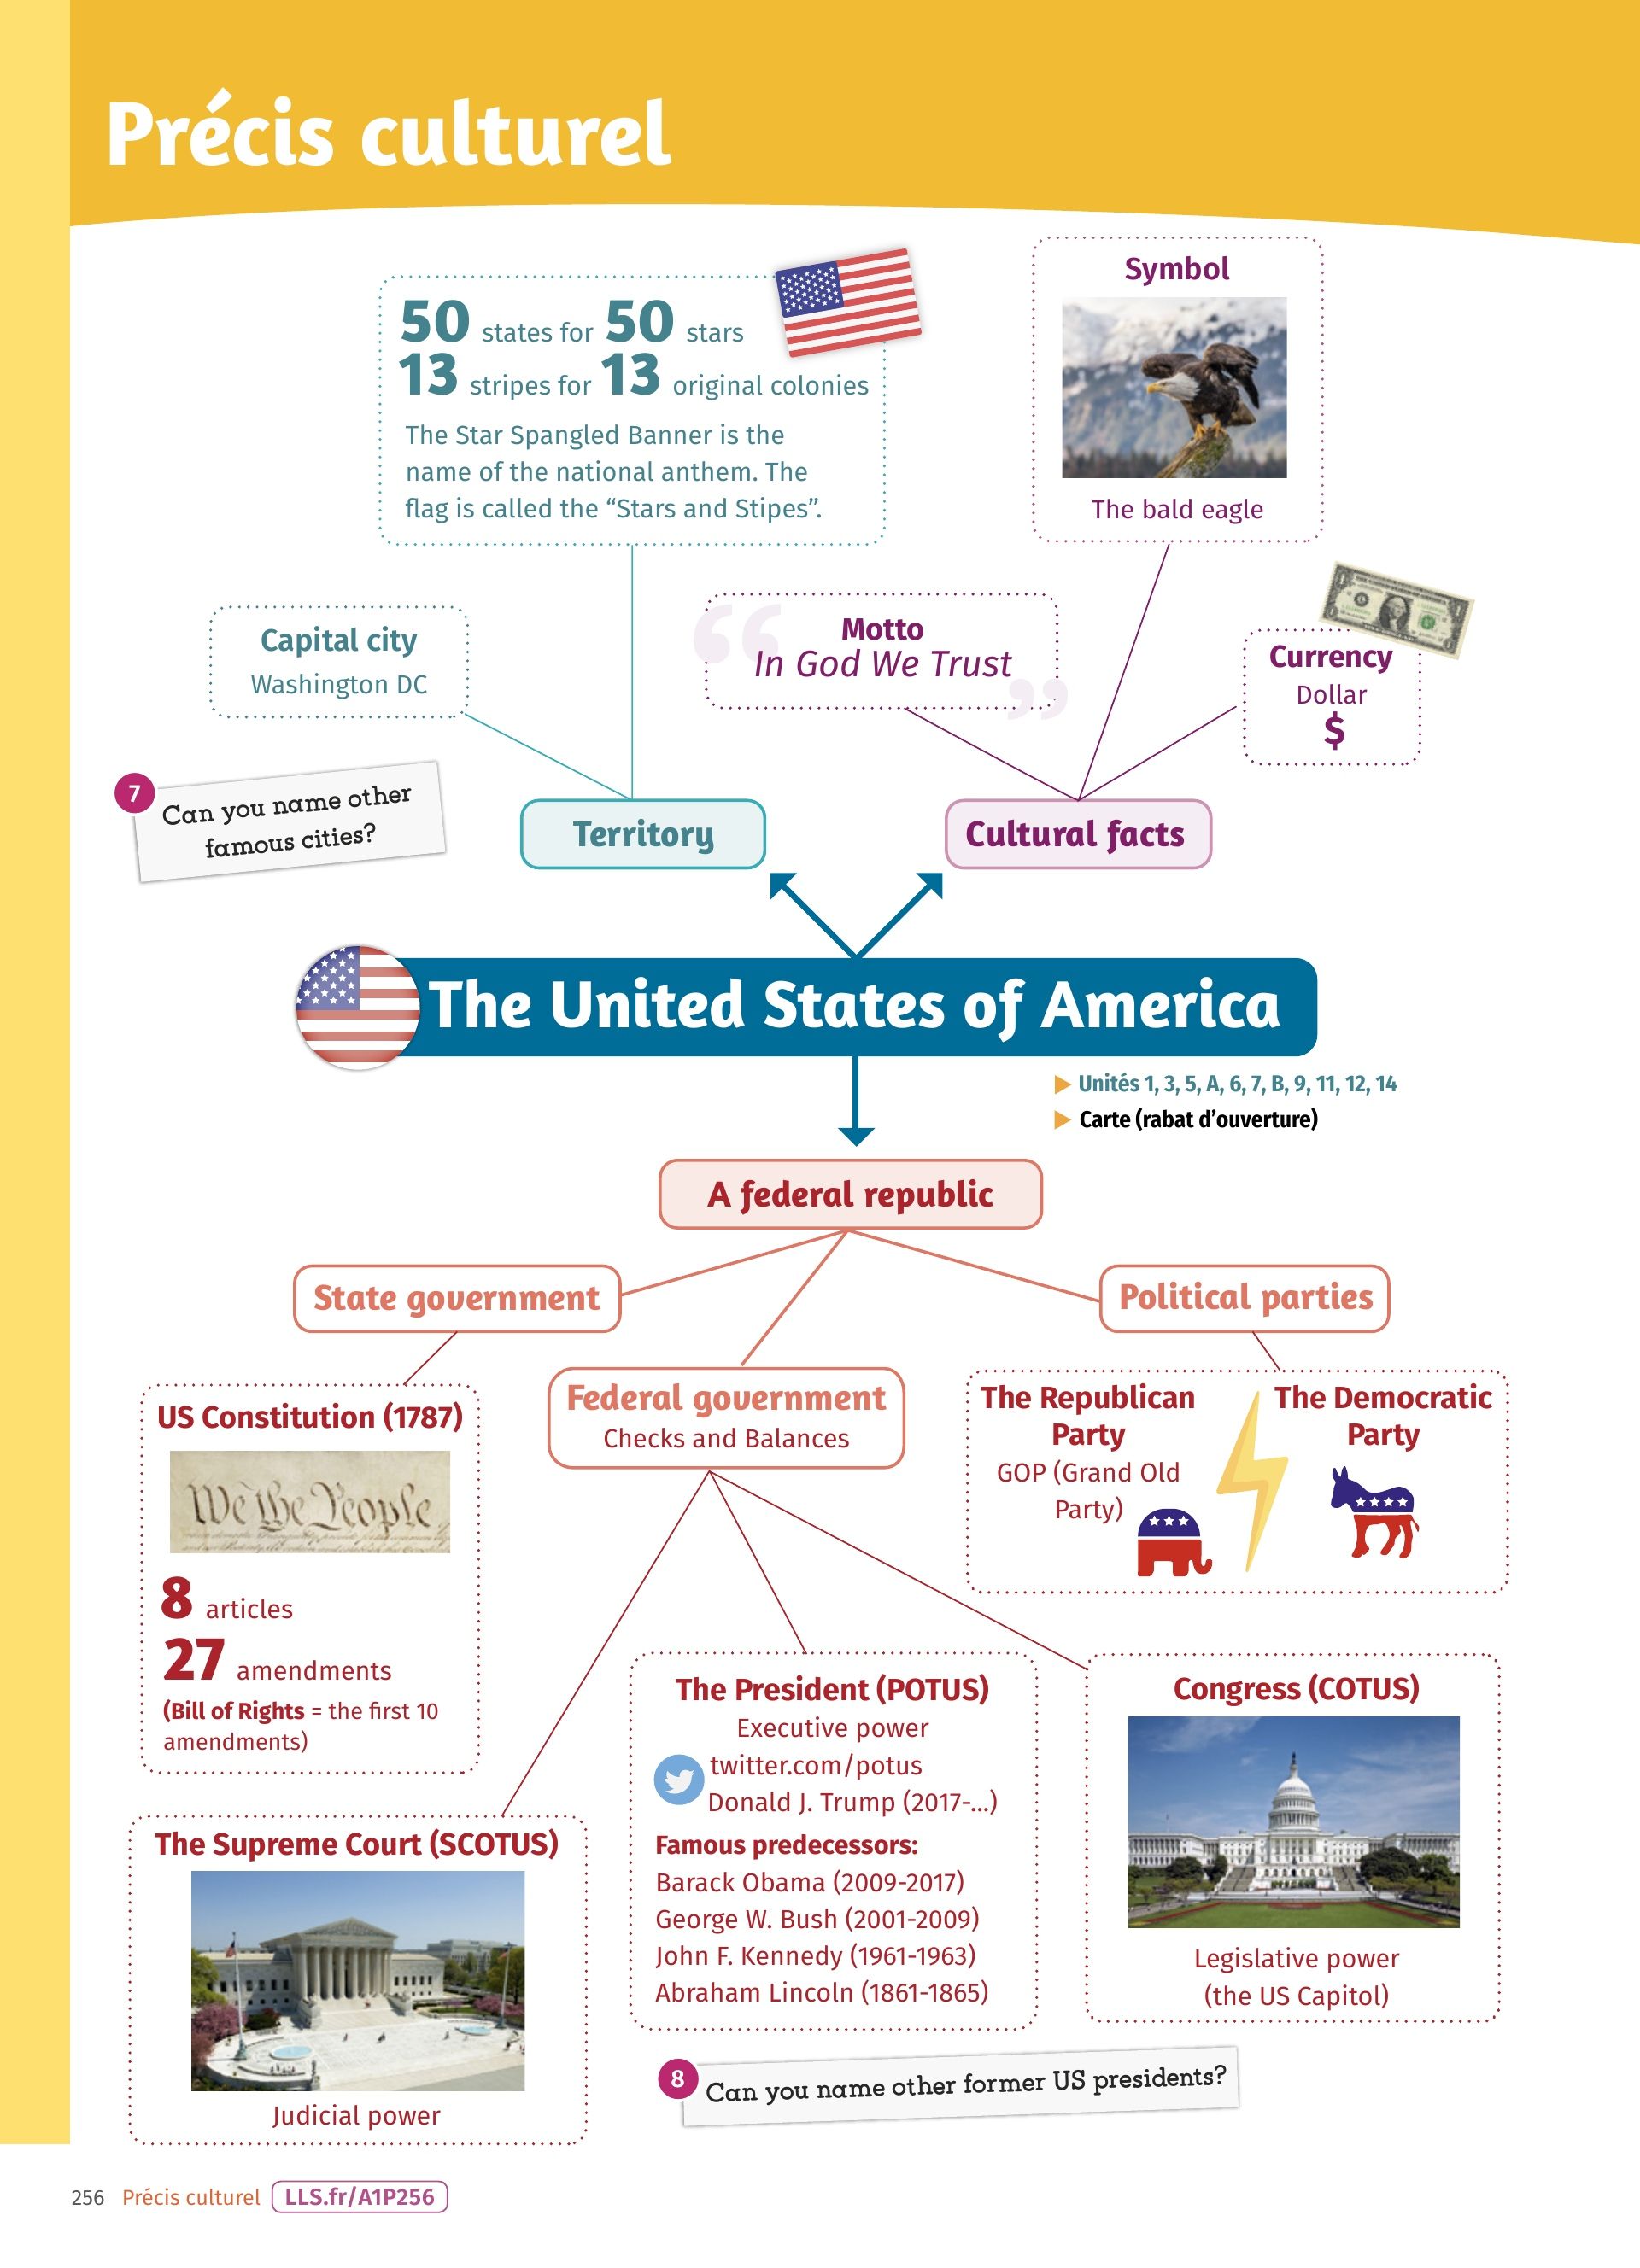 Précis culturel
50 states for 50 stars
13 stripes for 13 original colonies
The Star Spangled Banner is the
name of the national anthem. The
flag is called the “Stars and Stipes”.
Symbol
The bald eagle
Capital city
Washington DC
“
Motto
In God We Trust
”
Currency
Dollar
$
7
Can you name other
famous cities?
Territory
Cultural facts
The United States of America
Unités 1, 3, 5, A, 6, 7, B, 9, 11, 12, 14
Carte (rabat d’ouverture)
A federal republic
State government
Political parties
US Constitution (1787)
We the People
8 articles
27 amendments
(Bill of Rights = the first 10
amendments)
Federal government
Checks and Balances
The Republican
Party
GOP (Grand Old
Party)
The Democratic
Party
The Supreme Court (SCOTUS)
Judicial power
The President (POTUS)
Executive power
twitter.com/potus
Donald J. Trump (2017-...)
Famous predecessors:
Barack Obama (2009-2017)
George W. Bush (2001-2009)
John F. Kennedy (1961-1963)
Abraham Lincoln (1861-1865)
Congress (COTUS)
Legislative power
(the US Capitol)
8
Can you name other former US presidents?
256 Précis culturel LLS.fr/A1P256